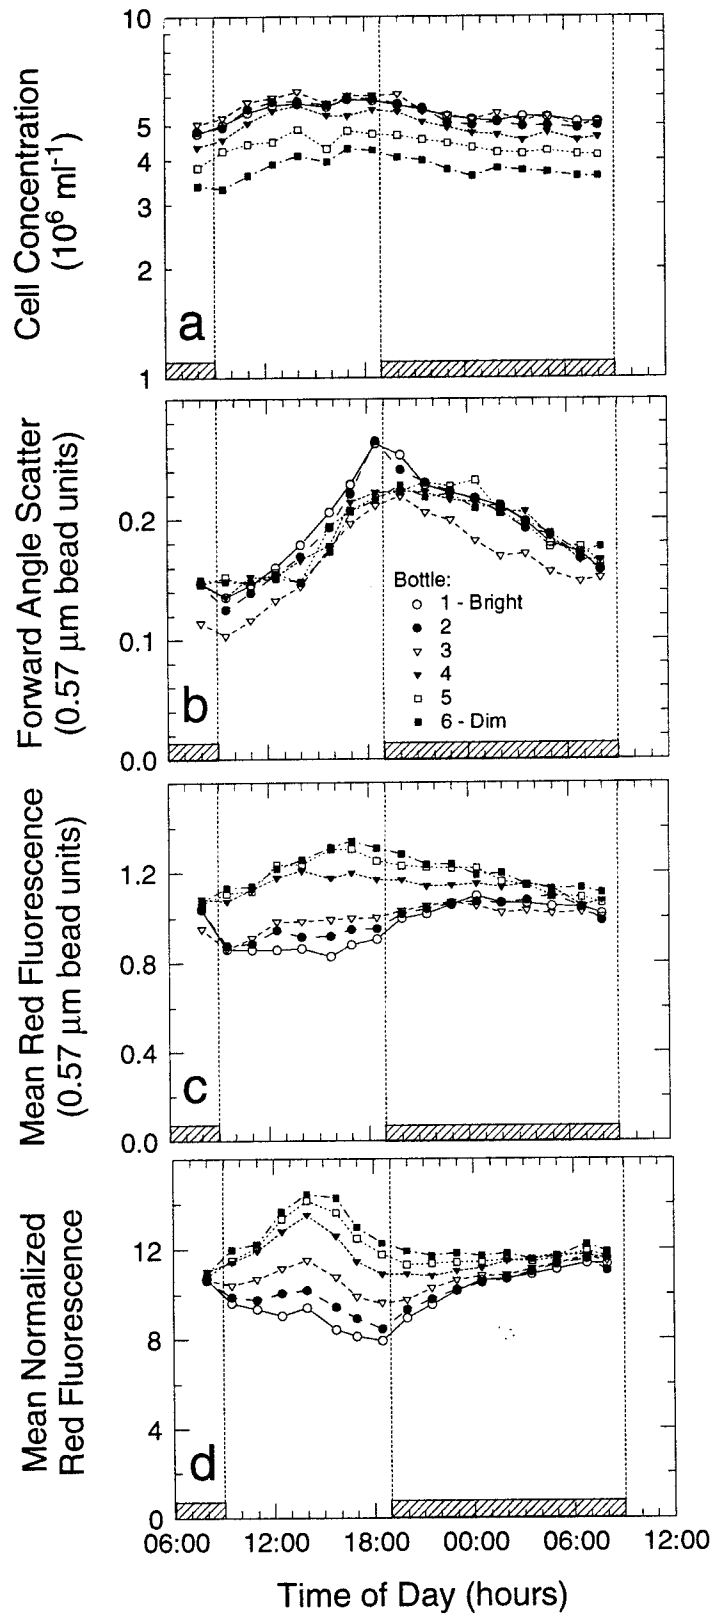 Cell Concentration
(10⁶ ml⁻¹)
10
5
4
3
2
1
a
Forward Angle Scatter
(0.57 µm bead units)
0.2
0.1
0.0
b
Bottle:
1 - Bright
2
3
4
5
6 - Dim
Mean Red Fluorescence
(0.57 µm bead units)
1.2
0.8
0.4
0.0
c
Mean Normalized
Red Fluorescence
12
8
4
0
d
06:00 12:00 18:00 00:00 06:00 12:00
Time of Day (hours)